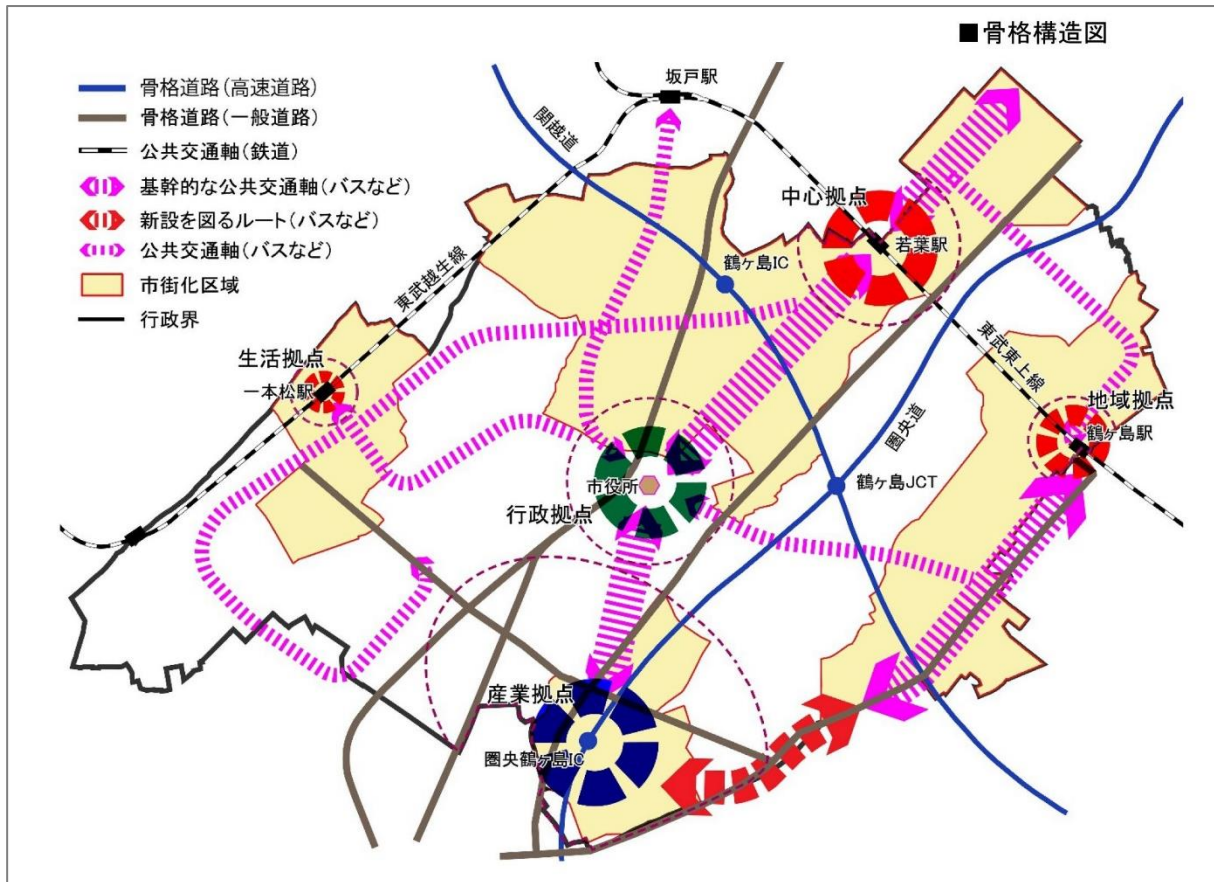 ■骨格構造図
骨格道路(高速道路)
骨格道路(一般道路)
公共交通軸(鉄道)
基幹的な公共交通軸(バスなど)
新設を図るルート(バスなど)
公共交通軸(バスなど)
市街化区域
行政界
坂戸駅
関越道
中心拠点
若葉駅
鶴ヶ島IC
東武越生線
生活拠点
一本松駅
東武東上線
地域拠点
鶴ヶ島駅
圏央道
市役所
鶴ヶ島JCT
行政拠点
産業拠点
圏央鶴ヶ島IC